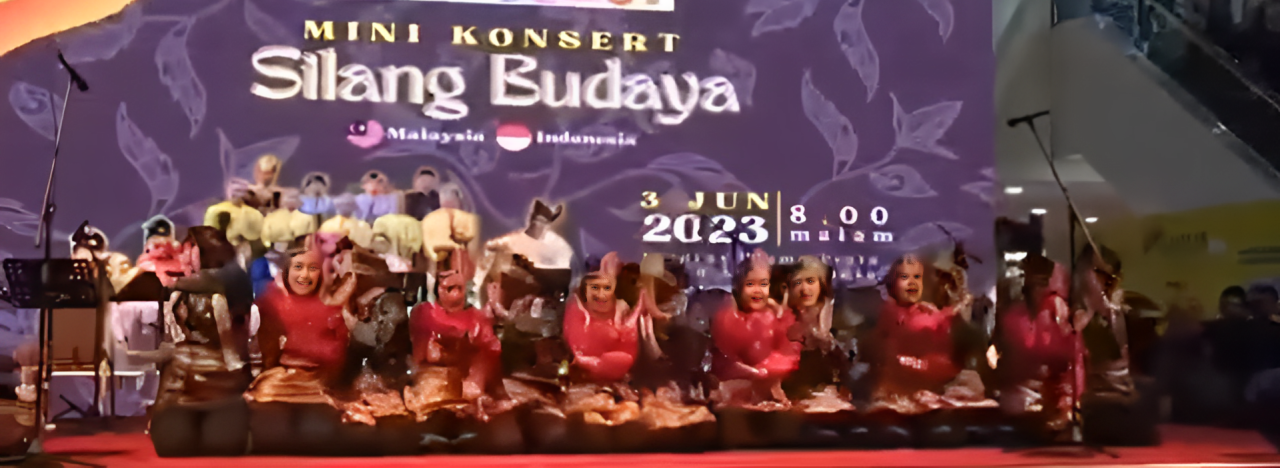 MINI KONSERT
Silang Budaya
Malaysia Indonesia
3 JUN
2023
8.00
malam